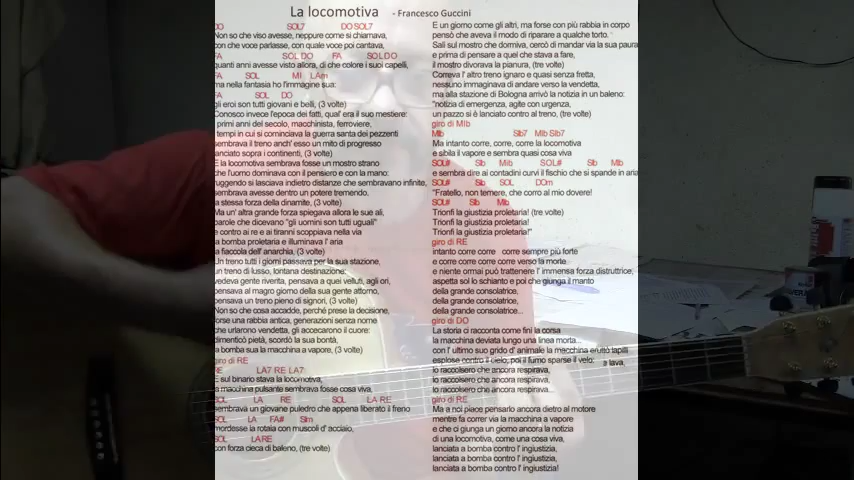 La locomotiva - Francesco Guccini
DO SOL7 DO SOL7
Non so che viso avesse, neppure come si chiamava,
con che voce parlasse, con quale voce poi cantava,
FA SOL DO FA SOL DO
quanti anni avesse visto allora, di che colore i suoi capelli,
FA SOL MI LAm
ma nella fantasia ho l'immagine sua:
FA SOL DO
gli eroi son tutti giovani e belli, (3 volte)
Conosco invece l'epoca dei fatti, qual' era il suo mestiere:
i primi anni del secolo, macchinista, ferroviere,
i tempi in cui si cominciava la guerra santa dei pezzenti
sembrava il treno anch' esso un mito di progresso
lanciato sopra i continenti, (3 volte)
E la locomotiva sembrava fosse un mostro strano
che l'uomo dominava con il pensiero e con la mano:
ruggendo si lasciava indietro distanze che sembravano infinite,
sembrava avesse dentro un potere tremendo,
la stessa forza della dinamite, (3 volte)
Ma un' altra grande forza spiegava allora le sue ali,
parole che dicevano "gli uomini son tutti uguali"
e contro ai re e ai tiranni scoppiava nella via
la bomba proletaria e illuminava l' aria
la fiaccola dell' anarchia, (3 volte)
Un treno tutti i giorni passava per la sua stazione,
un treno di lusso, lontana destinazione:
vedeva gente riverita, pensava a quei velluti, agli ori,
pensava al magro giorno della sua gente attorno,
pensava un treno pieno di signori, (3 volte)
Non so che cosa accadde, perché prese la decisione,
forse una rabbia antica, generazioni senza nome
che urlarono vendetta, gli accecarono il cuore:
dimenticò pietà, scordò la sua bontà,
la bomba sua la macchina a vapore, (3 volte)
giro di RE
RE LA7 RE LA7
E sul binario stava la locomotiva,
la macchina pulsante sembrava fosse cosa viva,
SOL LA RE SOL LA RE
sembrava un giovane puledro che appena liberato il freno
SOL LA FA# SIm
mordesse la rotaia con muscoli d' acciaio,
SOL LA RE
con forza cieca di baleno, (tre volte)
E un giorno come gli altri, ma forse con più rabbia in corpo
pensò che aveva il modo di riparare a qualche torto.
Salì sul mostro che dormiva, cercò di mandar via la sua paura
e prima di pensare a quel che stava a fare,
il mostro divorava la pianura, (tre volte)
Correva l' altro treno ignaro e quasi senza fretta,
nessuno immaginava di andare verso la vendetta,
ma alla stazione di Bologna arrivò la notizia in un baleno:
"notizia di emergenza, agite con urgenza,
un pazzo si è lanciato contro al treno, (tre volte)
giro di MIb
MIb SIb7 MIb SIb7
Ma intanto corre, corre, corre la locomotiva
e sibila il vapore e sembra quasi cosa viva
SOL# SIb MIb SOL# SIb MIb
e sembra dire ai contadini curvi il fischio che si spande in aria
SOL# SIb SOL DOm
"Fratello, non temere, che corro al mio dovere!
SOL# SIb MIb
Trionfi la giustizia proletaria! (tre volte)
Trionfi la giustizia proletaria!
Trionfi la giustizia proletaria!"
giro di RE
intanto corre corre corre sempre più forte
e corre corre corre corre verso la morte
e niente ormai può trattenere l' immensa forza distruttrice,
aspetta sol lo schianto e poi che giunga il manto
della grande consolatrice,
della grande consolatrice,
della grande consolatrice...
giro di DO
La storia ci racconta come finì la corsa
la macchina deviata lungo una linea morta...
con l' ultimo suo grido d' animale la macchina eruttò lapilli
e lava,
esplose contro il cielo, poi il fumo sparse il velo:
lo raccolsero che ancora respirava,
lo raccolsero che ancora respirava,
lo raccolsero che ancora respirava...
giro di RE
Ma a noi piace pensarlo ancora dietro al motore
mentre fa correr via la macchina a vapore
e che ci giunga un giorno ancora la notizia
di una locomotiva, come una cosa viva,
lanciata a bomba contro l' ingiustizia,
lanciata a bomba contro l' ingiustizia,
lanciata a bomba contro l' ingiustizia!